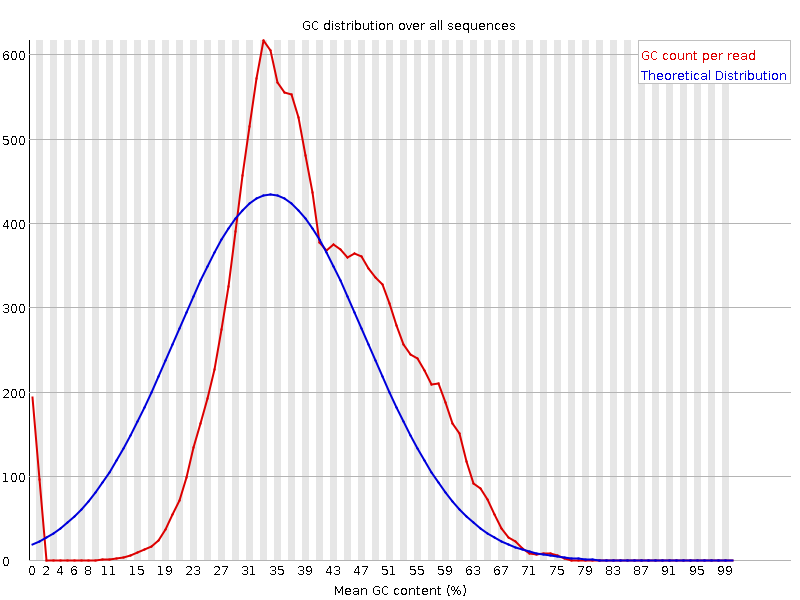 GC distribution over all sequences
GC count per read
Theoretical Distribution
600
500
400
300
200
100
0
0 2 4 6 8 11 15 19 23 27 31 35 39 43 47 51 55 59 63 67 71 75 79 83 87 91 95 99
Mean GC content (%)